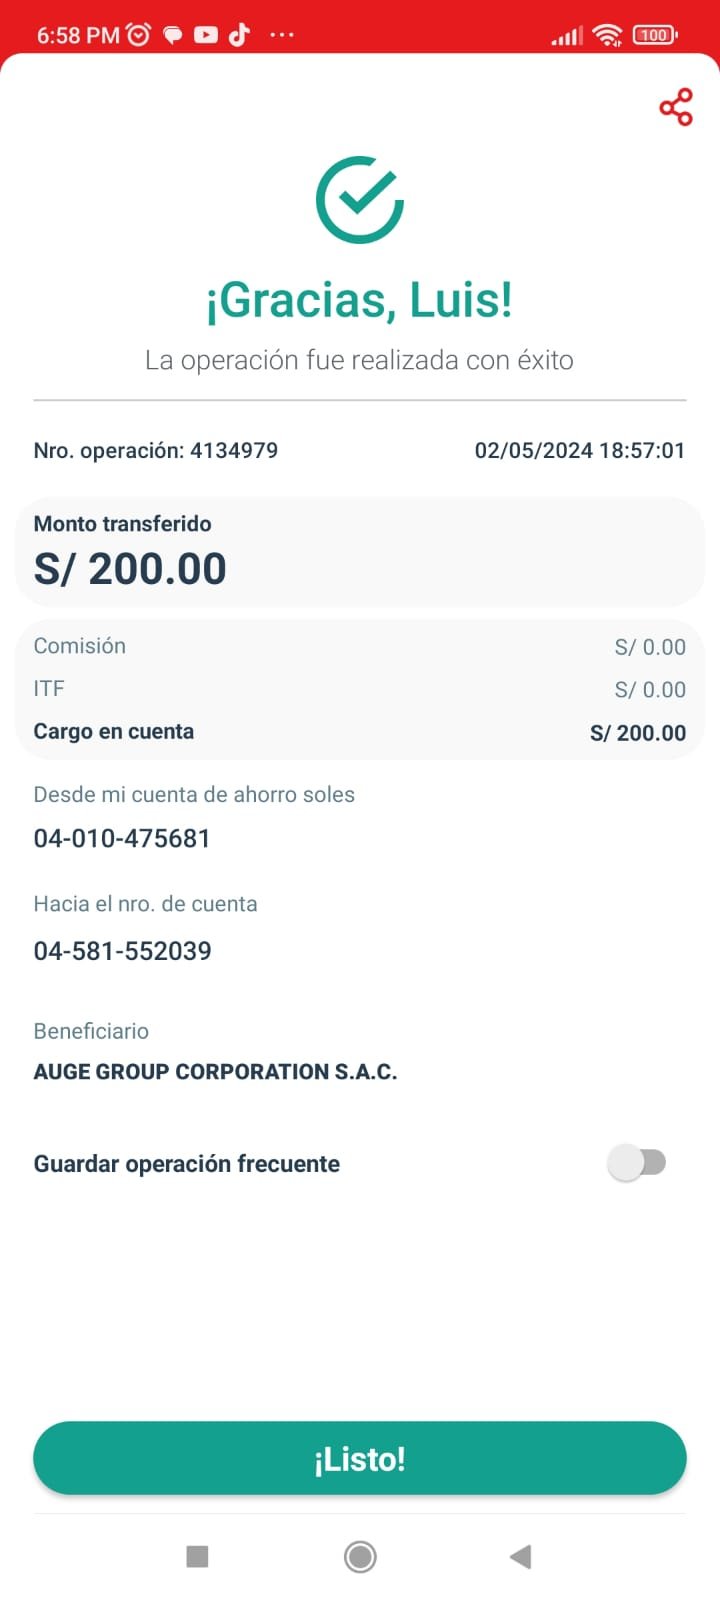 6:58 PM
100
¡Gracias, Luis!
La operación fue realizada con éxito
Nro. operación: 4134979 02/05/2024 18:57:01
Monto transferido
S/ 200.00
Comisión S/ 0.00
ITF S/ 0.00
Cargo en cuenta S/ 200.00
Desde mi cuenta de ahorro soles
04-010-475681
Hacia el nro. de cuenta
04-581-552039
Beneficiario
AUGE GROUP CORPORATION S.A.C.
Guardar operación frecuente
¡Listo!